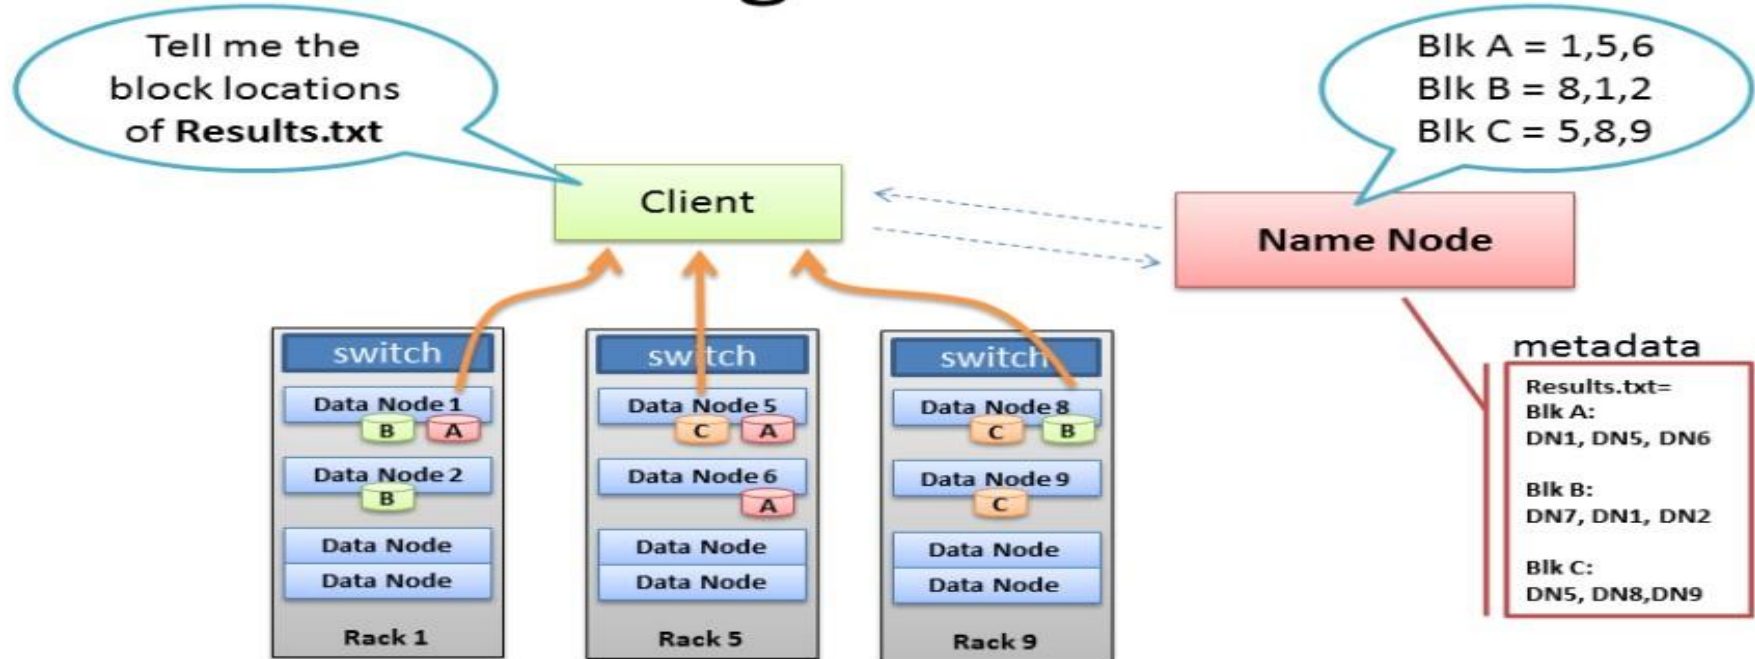 Tell me the
block locations
of Results.txt
Blk A = 1,5,6
Blk B = 8,1,2
Blk C = 5,8,9
Client
Name Node
switch
Data Node 1
B A
Data Node 2
B
Data Node
Data Node
Rack 1
switch
Data Node 5
C A
Data Node 6
A
Data Node
Data Node
Rack 5
switch
Data Node 8
C B
Data Node 9
C
Data Node
Data Node
Rack 9
metadata
Results.txt=
Blk A:
DN1, DN5, DN6
Blk B:
DN7, DN1, DN2
Blk C:
DN5, DN8,DN9